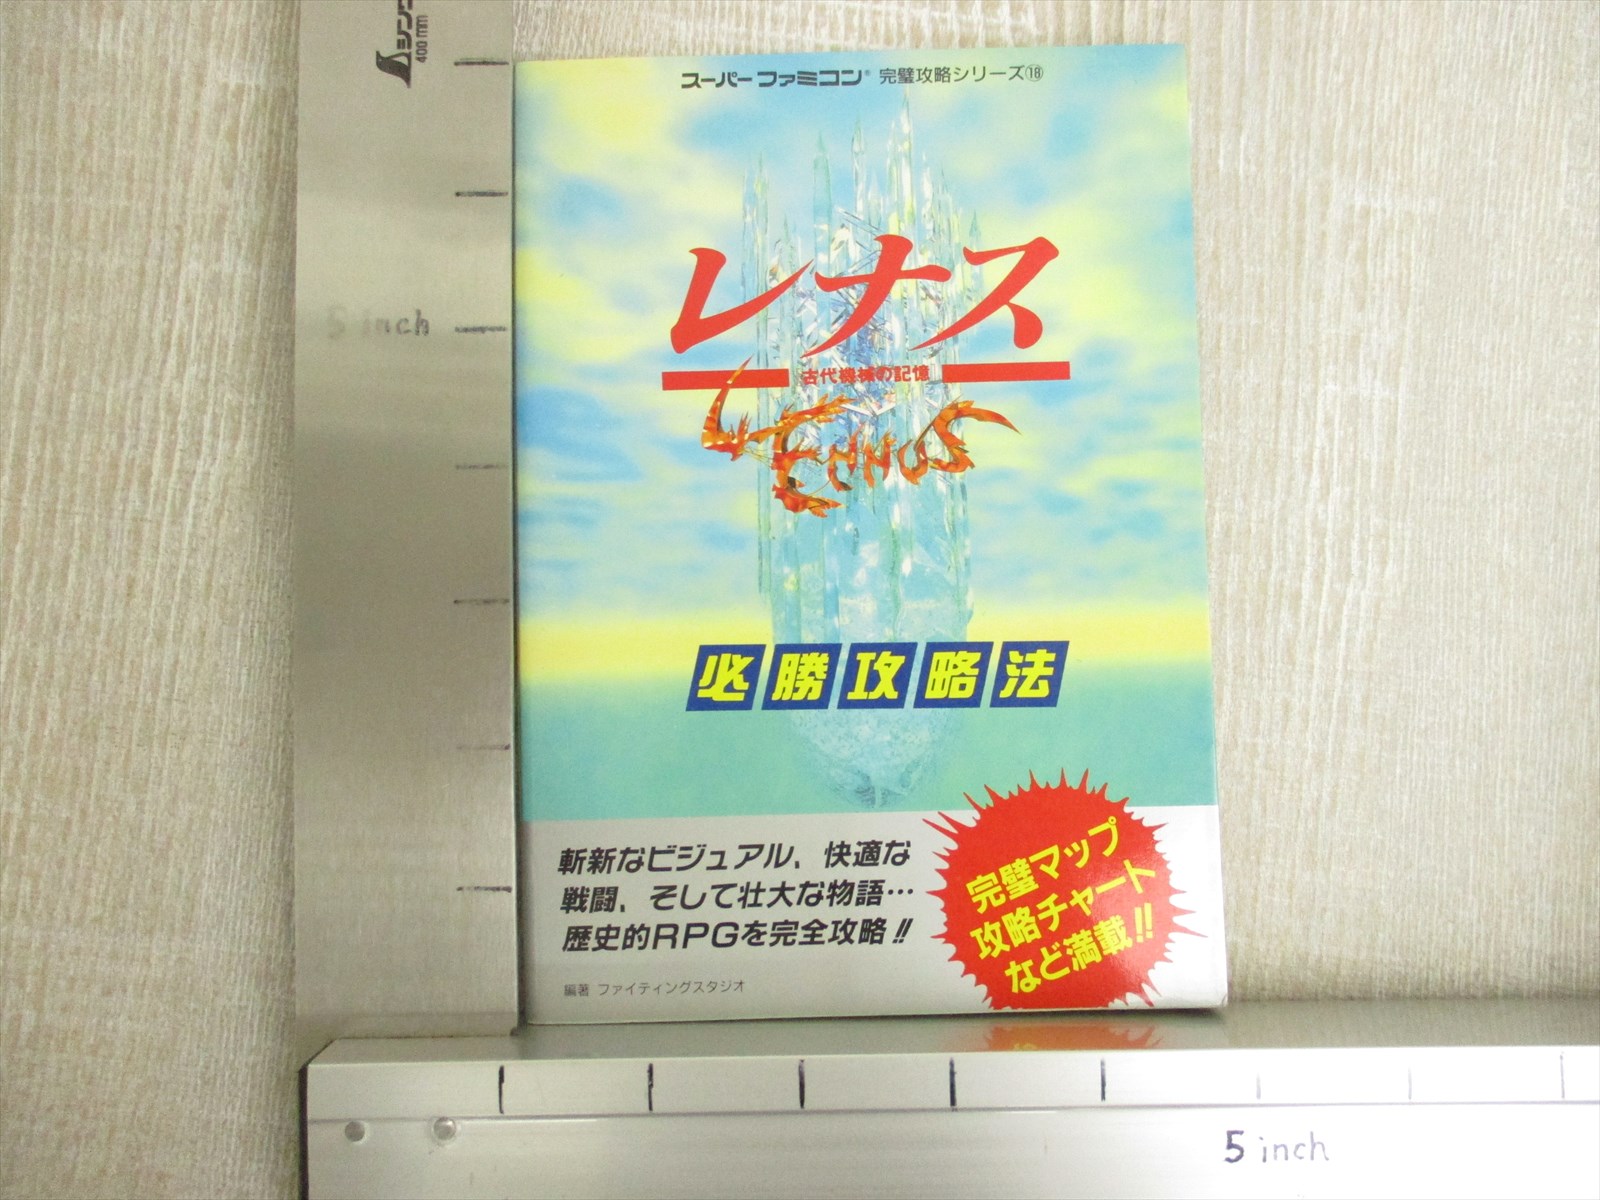 シンワ
400 mm
5 inch
スーパーファミコン® 完璧攻略シリーズ⑱
レナス
古代機械の記憶
LENNUS
必勝攻略法
斬新なビジュアル、快適な
戦闘、そして壮大な物語…
歴史的RPGを完全攻略!!
完璧マップ
攻略チャート
など満載!!
編著 ファイティングスタジオ
5 inch